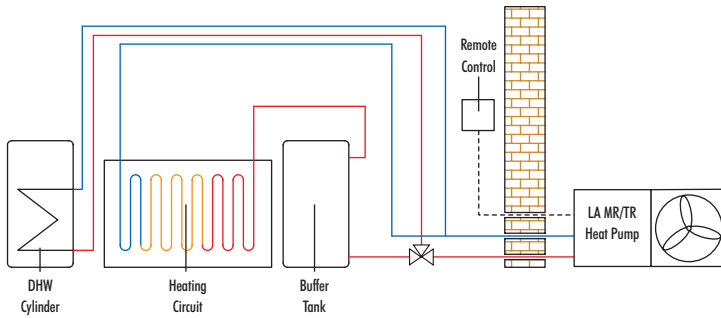 Remote
Control
LA MR/TR
Heat Pump
DHW
Cylinder
Heating
Circuit
Buffer
Tank